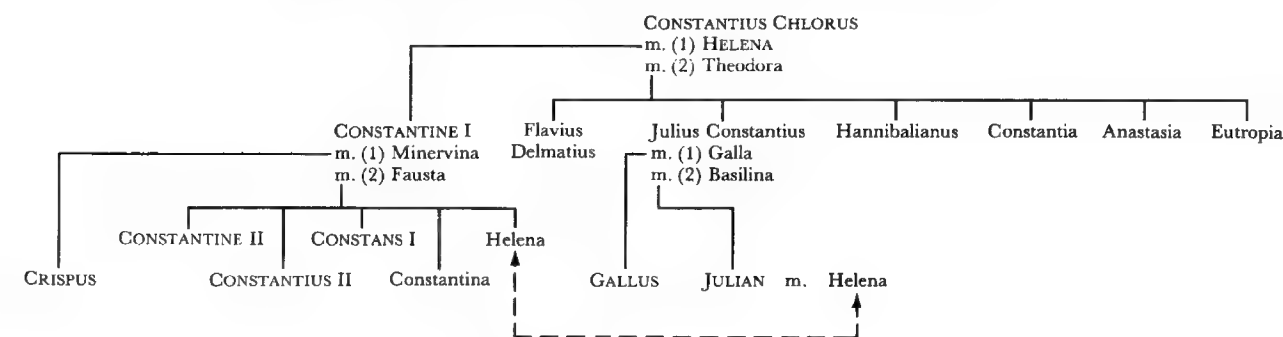 CONSTANTIUS CHLORUS
m. (1) HELENA
m. (2) Theodora
CONSTANTINE I
m. (1) Minervina
m. (2) Fausta
Flavius
Delmatius
Julius Constantius
m. (1) Galla
m. (2) Basilina
Hannibalianus
Constantia
Anastasia
Eutropia
CONSTANTINE II
CONSTANS I
Helena
CRISPUS
CONSTANTIUS II
Constantina
GALLUS
JULIAN m. Helena